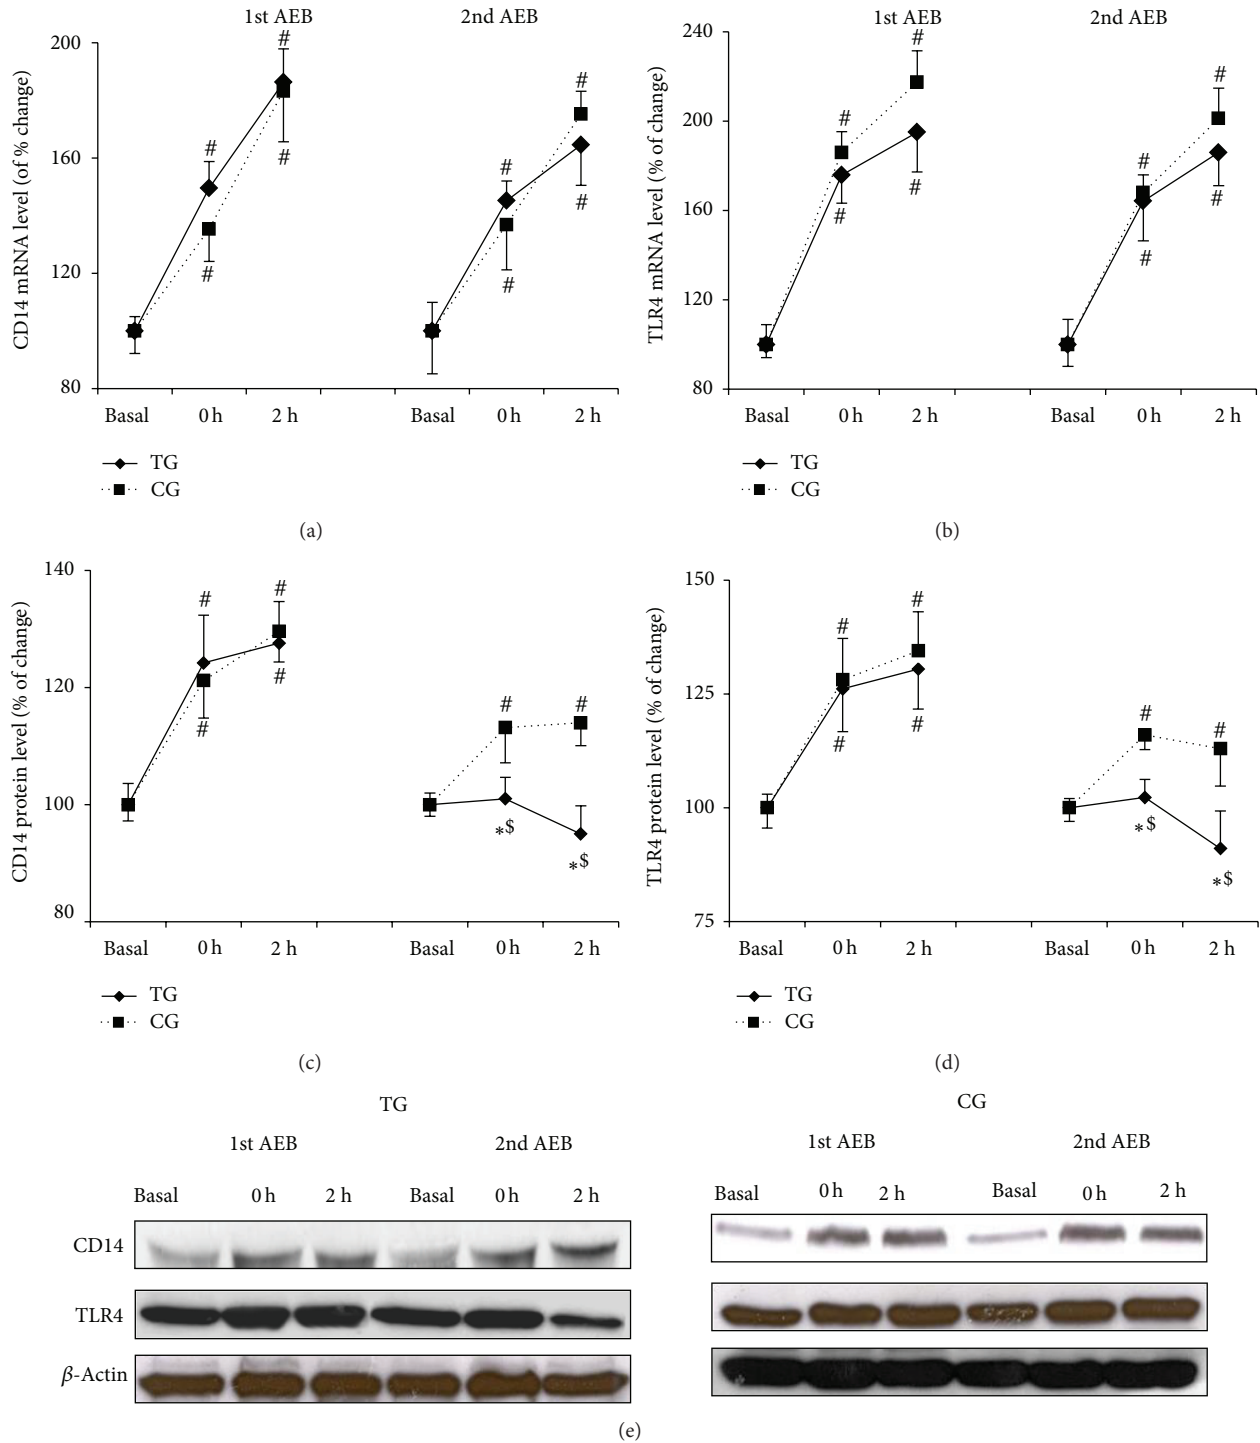 1st AEB 2nd AEB
200
160
120
80
CD14 mRNA level (of % change)
# # # # # # # #
Basal 0 h 2 h Basal 0 h 2 h
TG
CG
(a)
1st AEB 2nd AEB
240
200
160
120
80
TLR4 mRNA level (% of change)
# # # # # # # #
Basal 0 h 2 h Basal 0 h 2 h
TG
CG
(b)
140
120
100
80
CD14 protein level (% of change)
# # # # # #
*$ *$
Basal 0 h 2 h Basal 0 h 2 h
TG
CG
(c)
150
125
100
75
TLR4 protein level (% of change)
# # # # # #
*$ *$
Basal 0 h 2 h Basal 0 h 2 h
TG
CG
(d)
TG
1st AEB 2nd AEB
Basal 0 h 2 h Basal 0 h 2 h
CD14
TLR4
β-Actin
CG
1st AEB 2nd AEB
Basal 0 h 2 h Basal 0 h 2 h
(e)